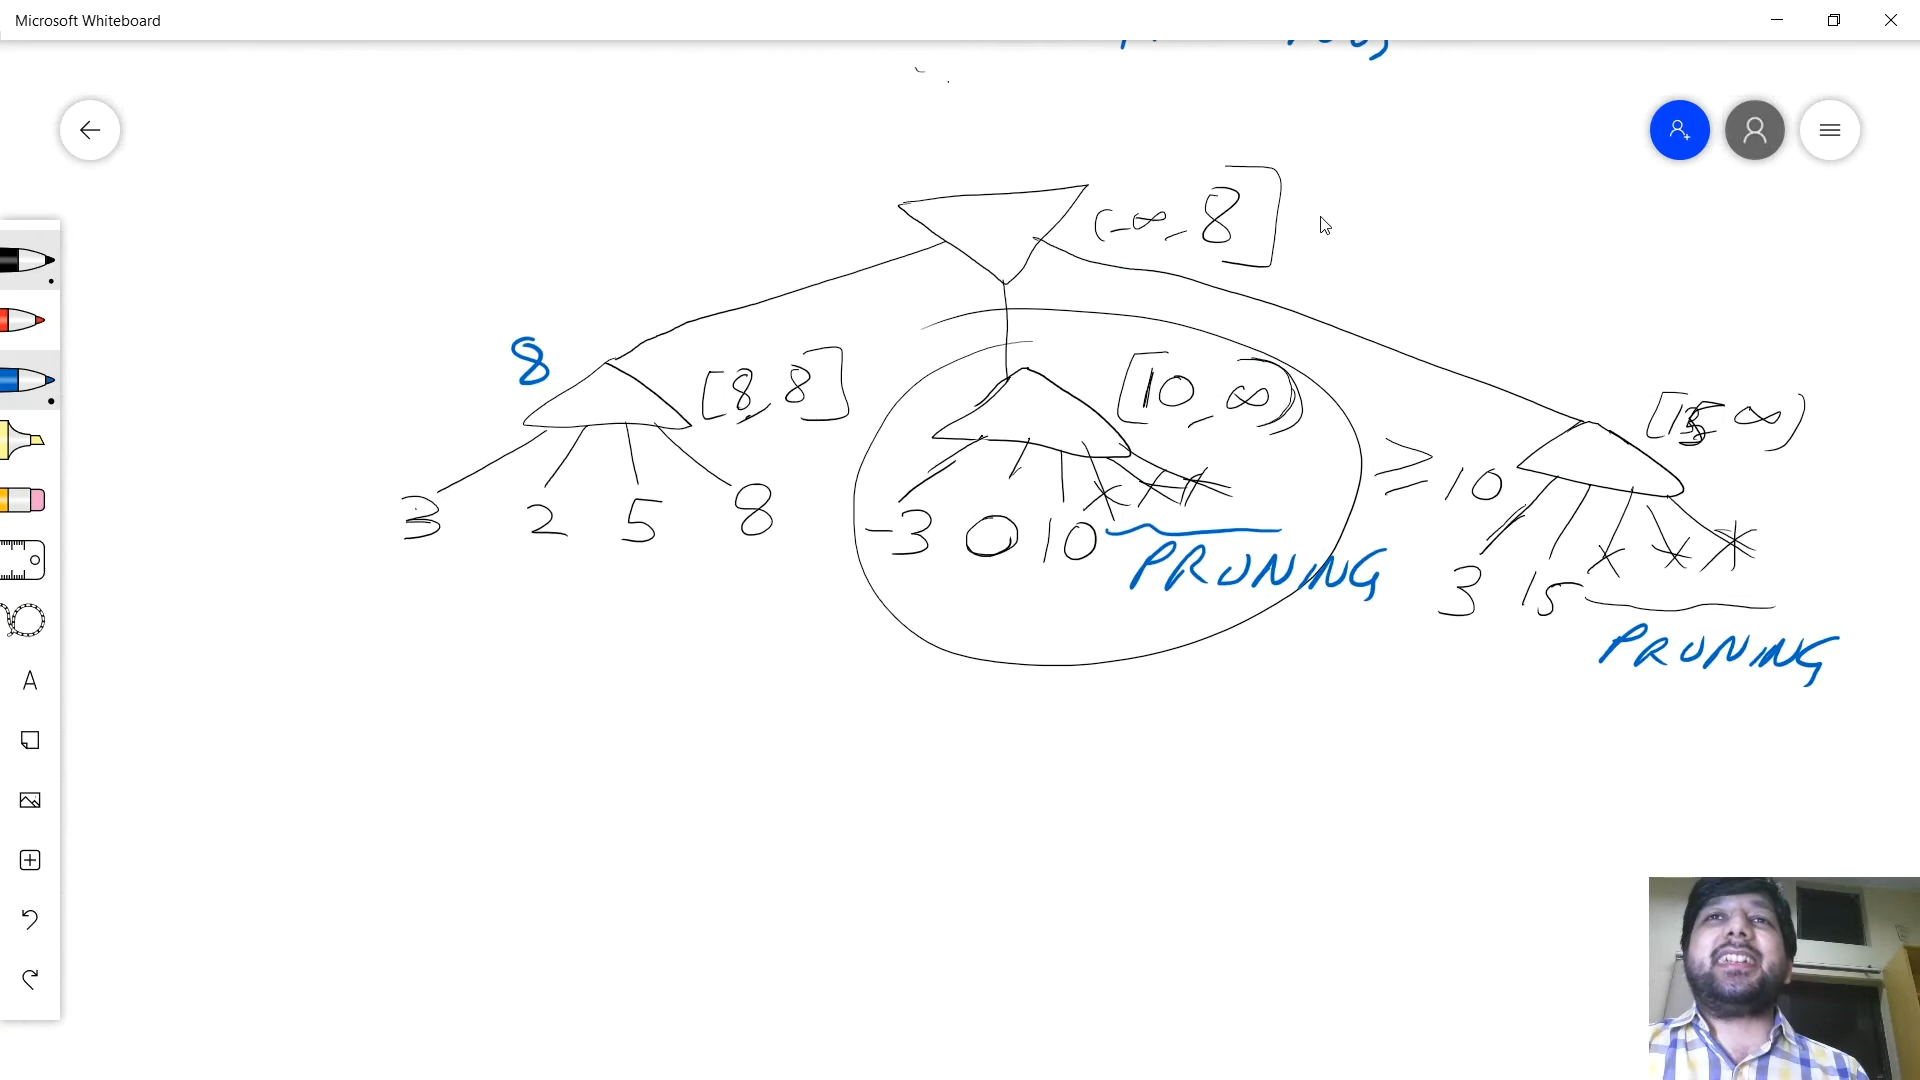 Microsoft Whiteboard
(-∞, 8]
8
[8, 8]
[10, ∞)
≥ 10
[15 ∞)
3 2 5 8
-3 0 10
PRUNING
3 15
PRUNING
A